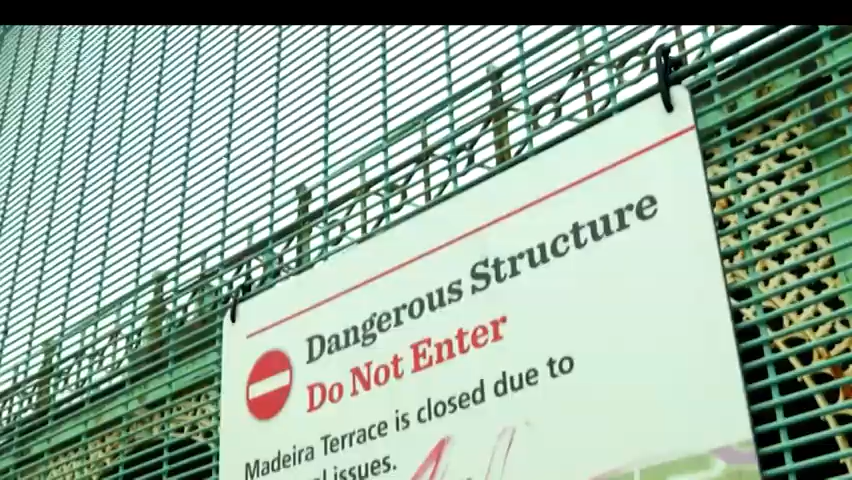 Dangerous Structure
Do Not Enter
Madeira Terrace is closed due to
issues.